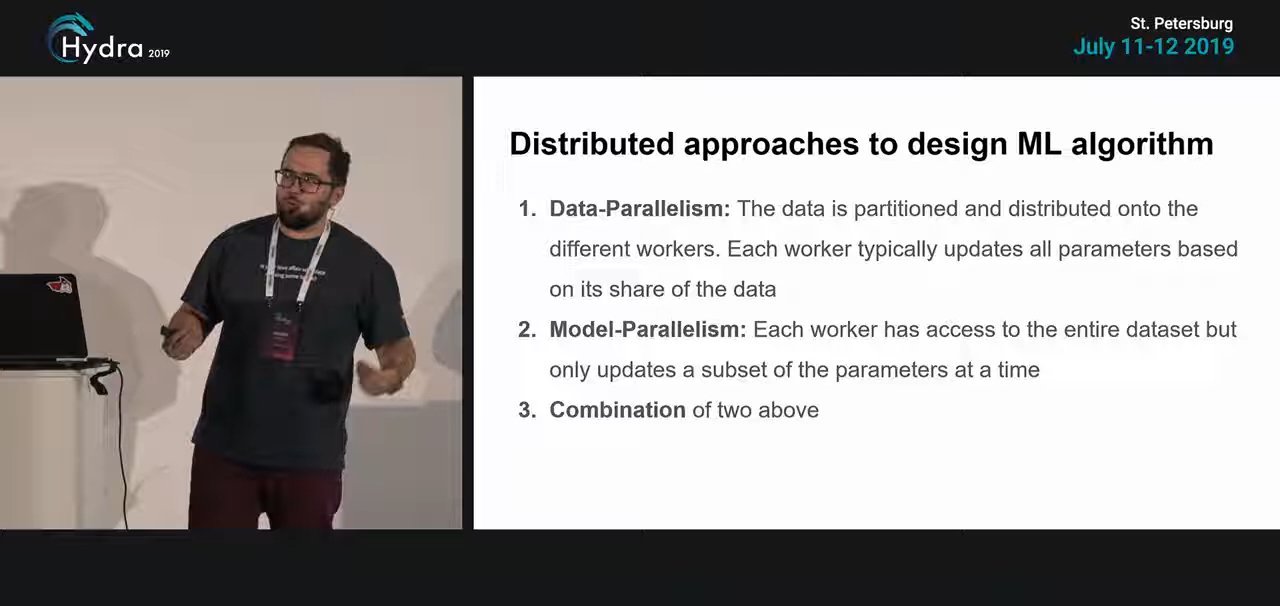 Hydra 2019
St. Petersburg
July 11-12 2019
Distributed approaches to design ML algorithm
1. Data-Parallelism: The data is partitioned and distributed onto the
different workers. Each worker typically updates all parameters based
on its share of the data
2. Model-Parallelism: Each worker has access to the entire dataset but
only updates a subset of the parameters at a time
3. Combination of two above